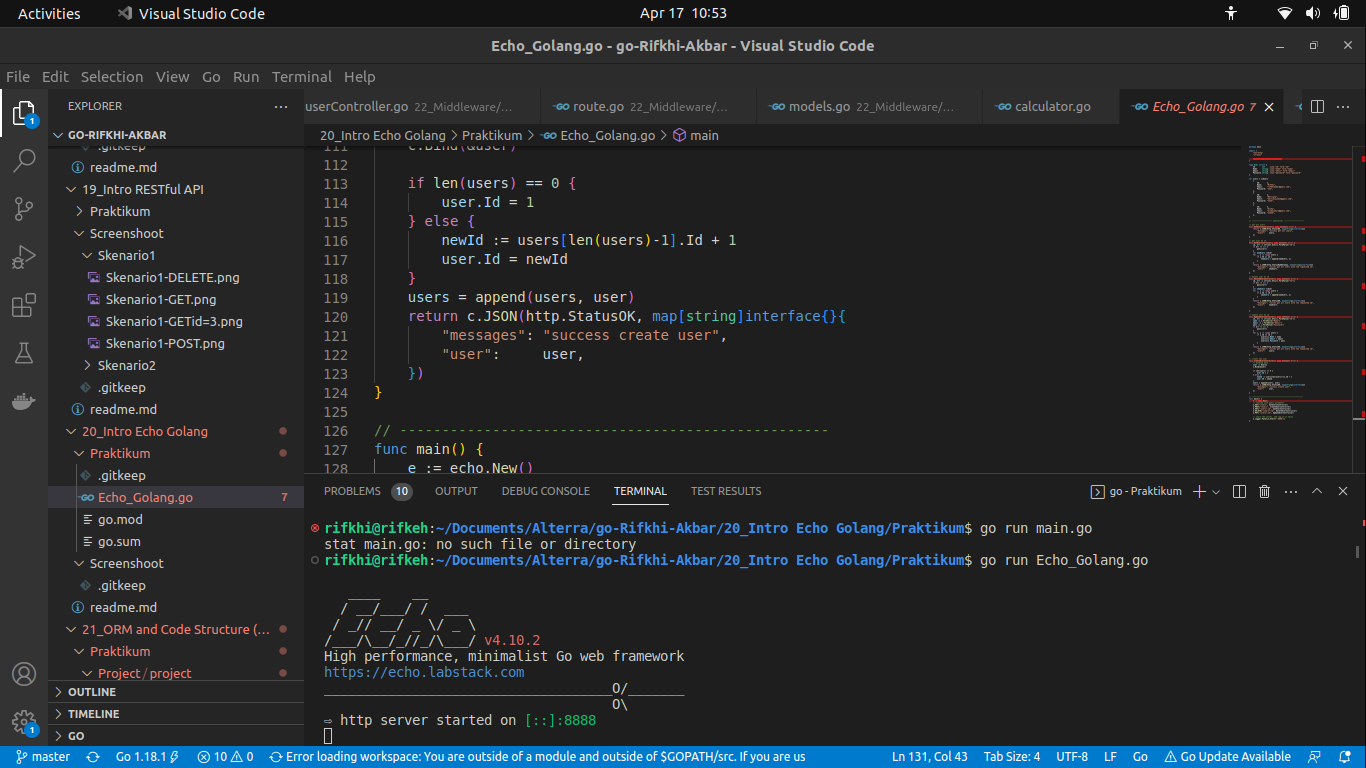 Activities
Visual Studio Code
Apr 17 10:53
Echo_Golang.go - go-Rifkhi-Akbar - Visual Studio Code
File Edit Selection View Go Run Terminal Help
EXPLORER
userController.go 22_Middleware/...
route.go 22_Middleware/...
models.go 22_Middleware/...
calculator.go
Echo_Golang.go 7
GO-RIFKHI-AKBAR
.gitkeep
readme.md
19_Intro RESTful API
Praktikum
Screenshoot
Skenario1
Skenario1-DELETE.png
Skenario1-GET.png
Skenario1-GETid=3.png
Skenario1-POST.png
Skenario2
.gitkeep
readme.md
20_Intro Echo Golang
Praktikum
.gitkeep
Echo_Golang.go 7
go.mod
go.sum
Screenshoot
.gitkeep
readme.md
21_ORM and Code Structure (...
Praktikum
Project / project
OUTLINE
TIMELINE
GO
1
1
20_Intro Echo Golang > Praktikum > Echo_Golang.go > main
111 c.Bind(&user)
112
113 if len(users) == 0 {
114 user.Id = 1
115 } else {
116 newId := users[len(users)-1].Id + 1
117 user.Id = newId
118 }
119 users = append(users, user)
120 return c.JSON(http.StatusOK, map[string]interface{}{
121 "messages": "success create user",
122 "user": user,
123 })
124 }
125
126 // ---------------------------------------------------
127 func main() {
128 e := echo.New()
PROBLEMS 10 OUTPUT DEBUG CONSOLE TERMINAL TEST RESULTS
go - Praktikum
rifkhi@rifkeh:~/Documents/Alterra/go-Rifkhi-Akbar/20_Intro Echo Golang/Praktikum$ go run main.go
stat main.go: no such file or directory
rifkhi@rifkeh:~/Documents/Alterra/go-Rifkhi-Akbar/20_Intro Echo Golang/Praktikum$ go run Echo_Golang.go
   ____    __
  / __/___/ /  ___
 / _// __/ _ \/ _ \
/___/\__/_//_/\___/ v4.10.2
High performance, minimalist Go web framework
https://echo.labstack.com
____________________________________O/_______
                                    O\
⇨ http server started on [::]:8888
master
Go 1.18.1
10 0
Error loading workspace: You are outside of a module and outside of $GOPATH/src. If you are us
Ln 131, Col 43
Tab Size: 4
UTF-8
LF
Go
Go Update Available